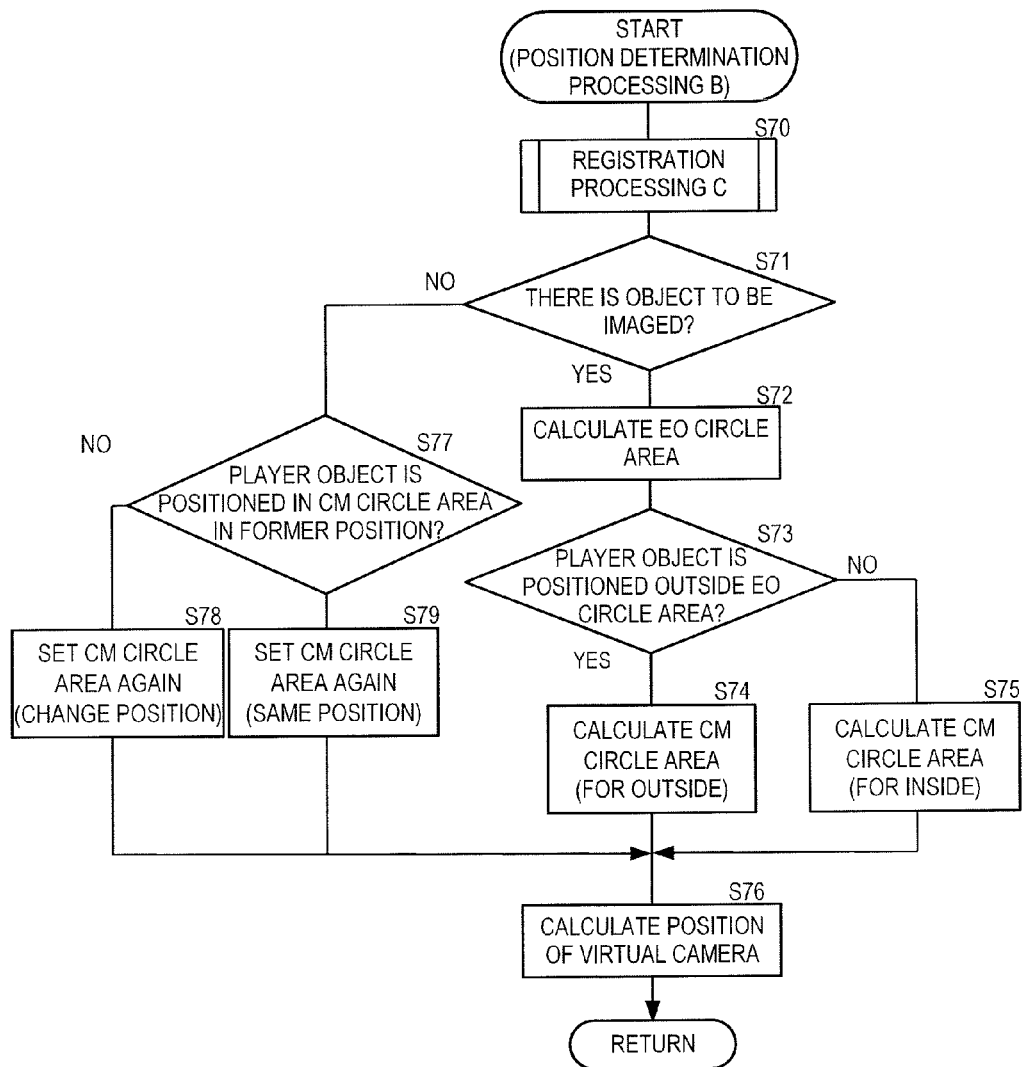 START
(POSITION DETERMINATION
PROCESSING B)
S70
REGISTRATION
PROCESSING C
S71
THERE IS OBJECT TO BE
IMAGED?
NO
YES
S72
CALCULATE EO CIRCLE
AREA
S77
PLAYER OBJECT IS
POSITIONED IN CM CIRCLE AREA
IN FORMER POSITION?
NO
S73
PLAYER OBJECT IS
POSITIONED OUTSIDE EO
CIRCLE AREA?
NO
YES
S78
SET CM CIRCLE
AREA AGAIN
(CHANGE POSITION)
S79
SET CM CIRCLE
AREA AGAIN
(SAME POSITION)
S74
CALCULATE CM
CIRCLE AREA
(FOR OUTSIDE)
S75
CALCULATE CM
CIRCLE AREA
(FOR INSIDE)
S76
CALCULATE POSITION
OF VIRTUAL CAMERA
RETURN